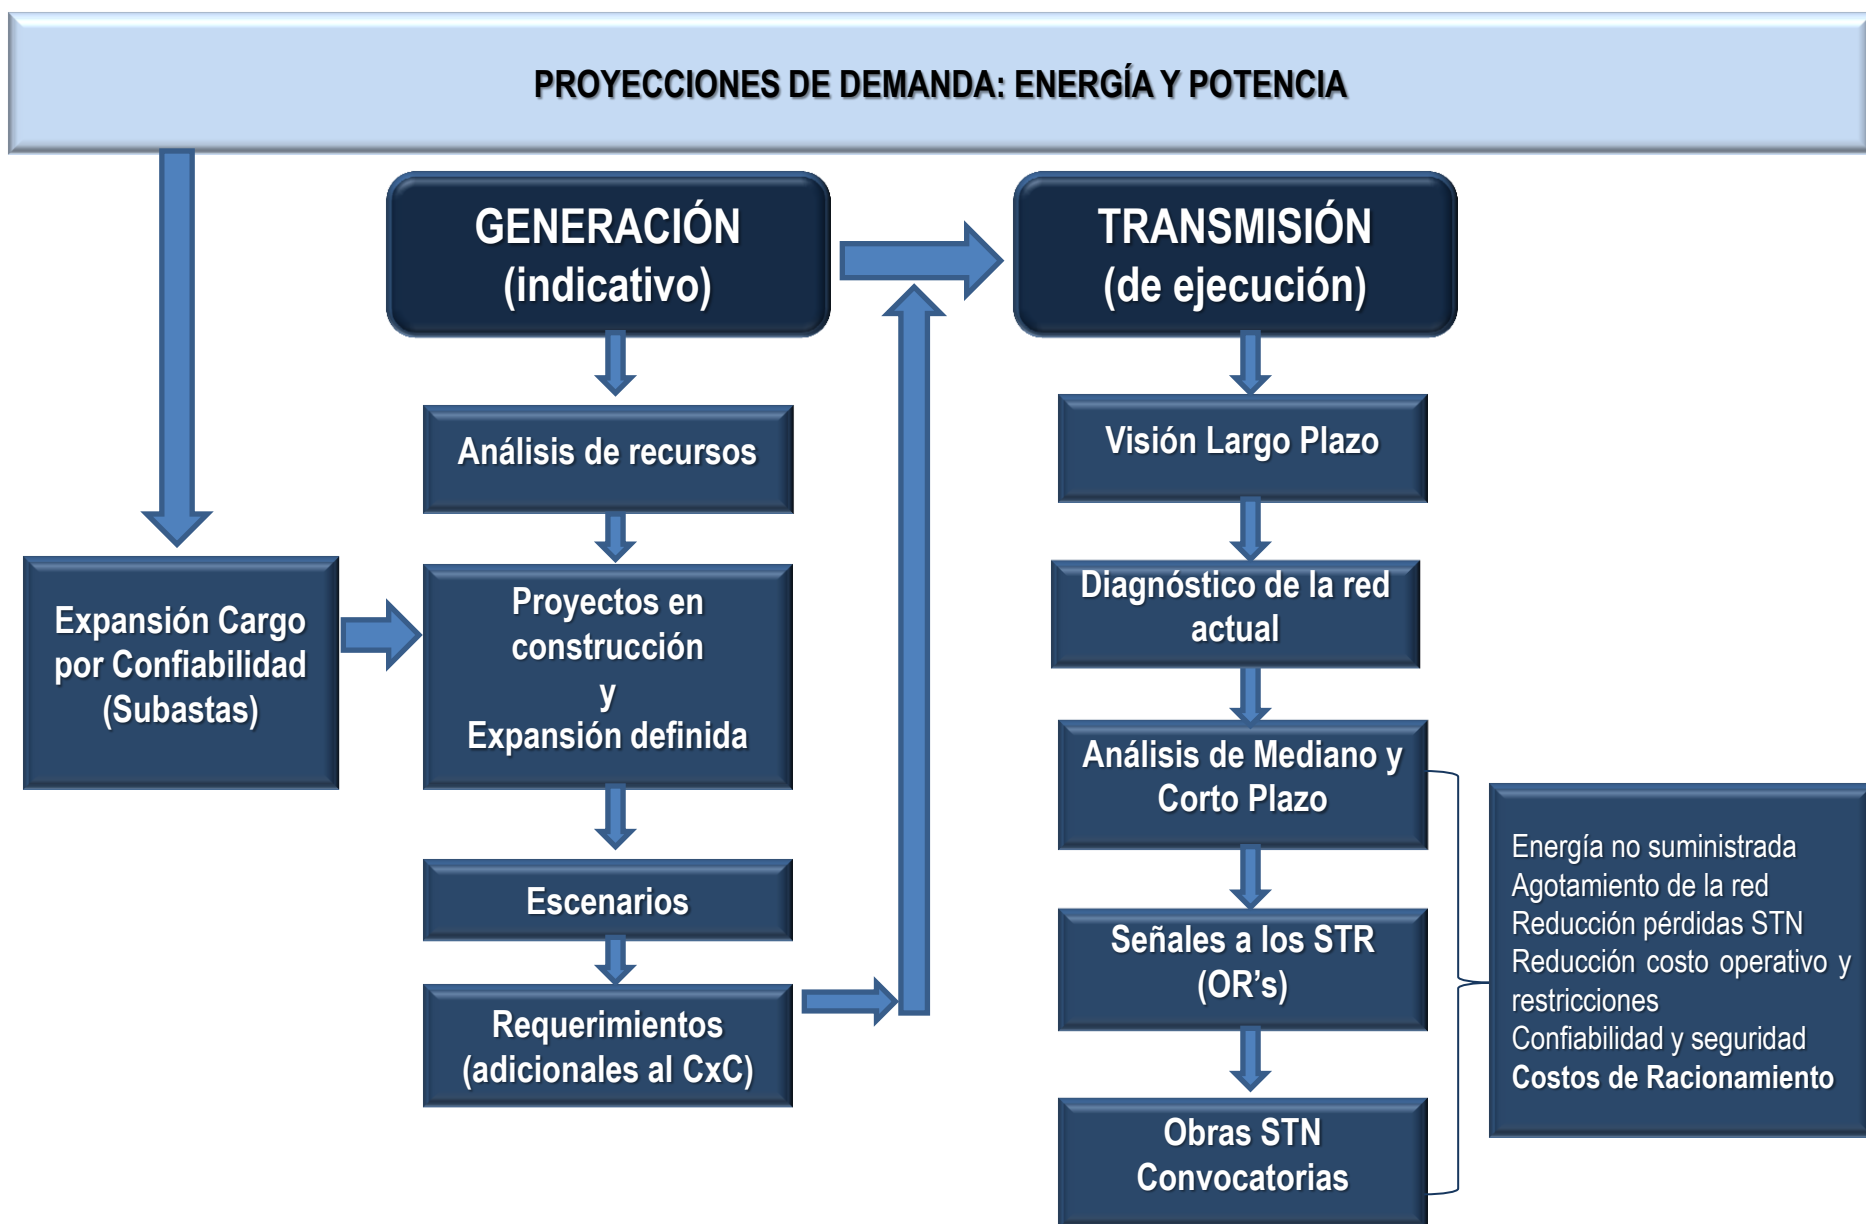 PROYECCIONES DE DEMANDA: ENERGÍA Y POTENCIA
GENERACIÓN
(indicativo)
TRANSMISIÓN
(de ejecución)
Análisis de recursos
Visión Largo Plazo
Expansión Cargo
por Confiabilidad
(Subastas)
Proyectos en
construcción
y
Expansión definida
Diagnóstico de la red
actual
Análisis de Mediano y
Corto Plazo
Escenarios
Señales a los STR
(OR’s)
Requerimientos
(adicionales al CxC)
Obras STN
Convocatorias
Energía no suministrada
Agotamiento de la red
Reducción pérdidas STN
Reducción costo operativo y
restricciones
Confiabilidad y seguridad
Costos de Racionamiento